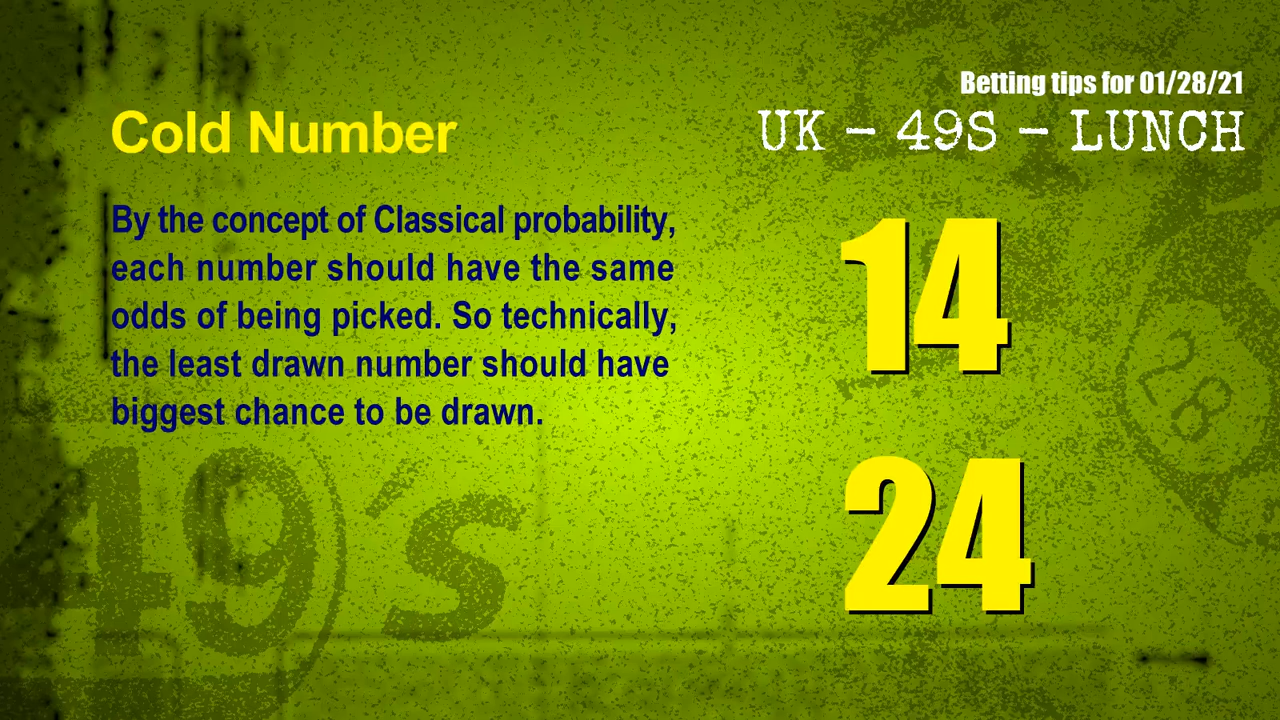 Betting tips for 01/28/21
UK - 49S - LUNCH
Cold Number
By the concept of Classical probability,
each number should have the same
odds of being picked. So technically,
the least drawn number should have
biggest chance to be drawn.
14
24
28
49's